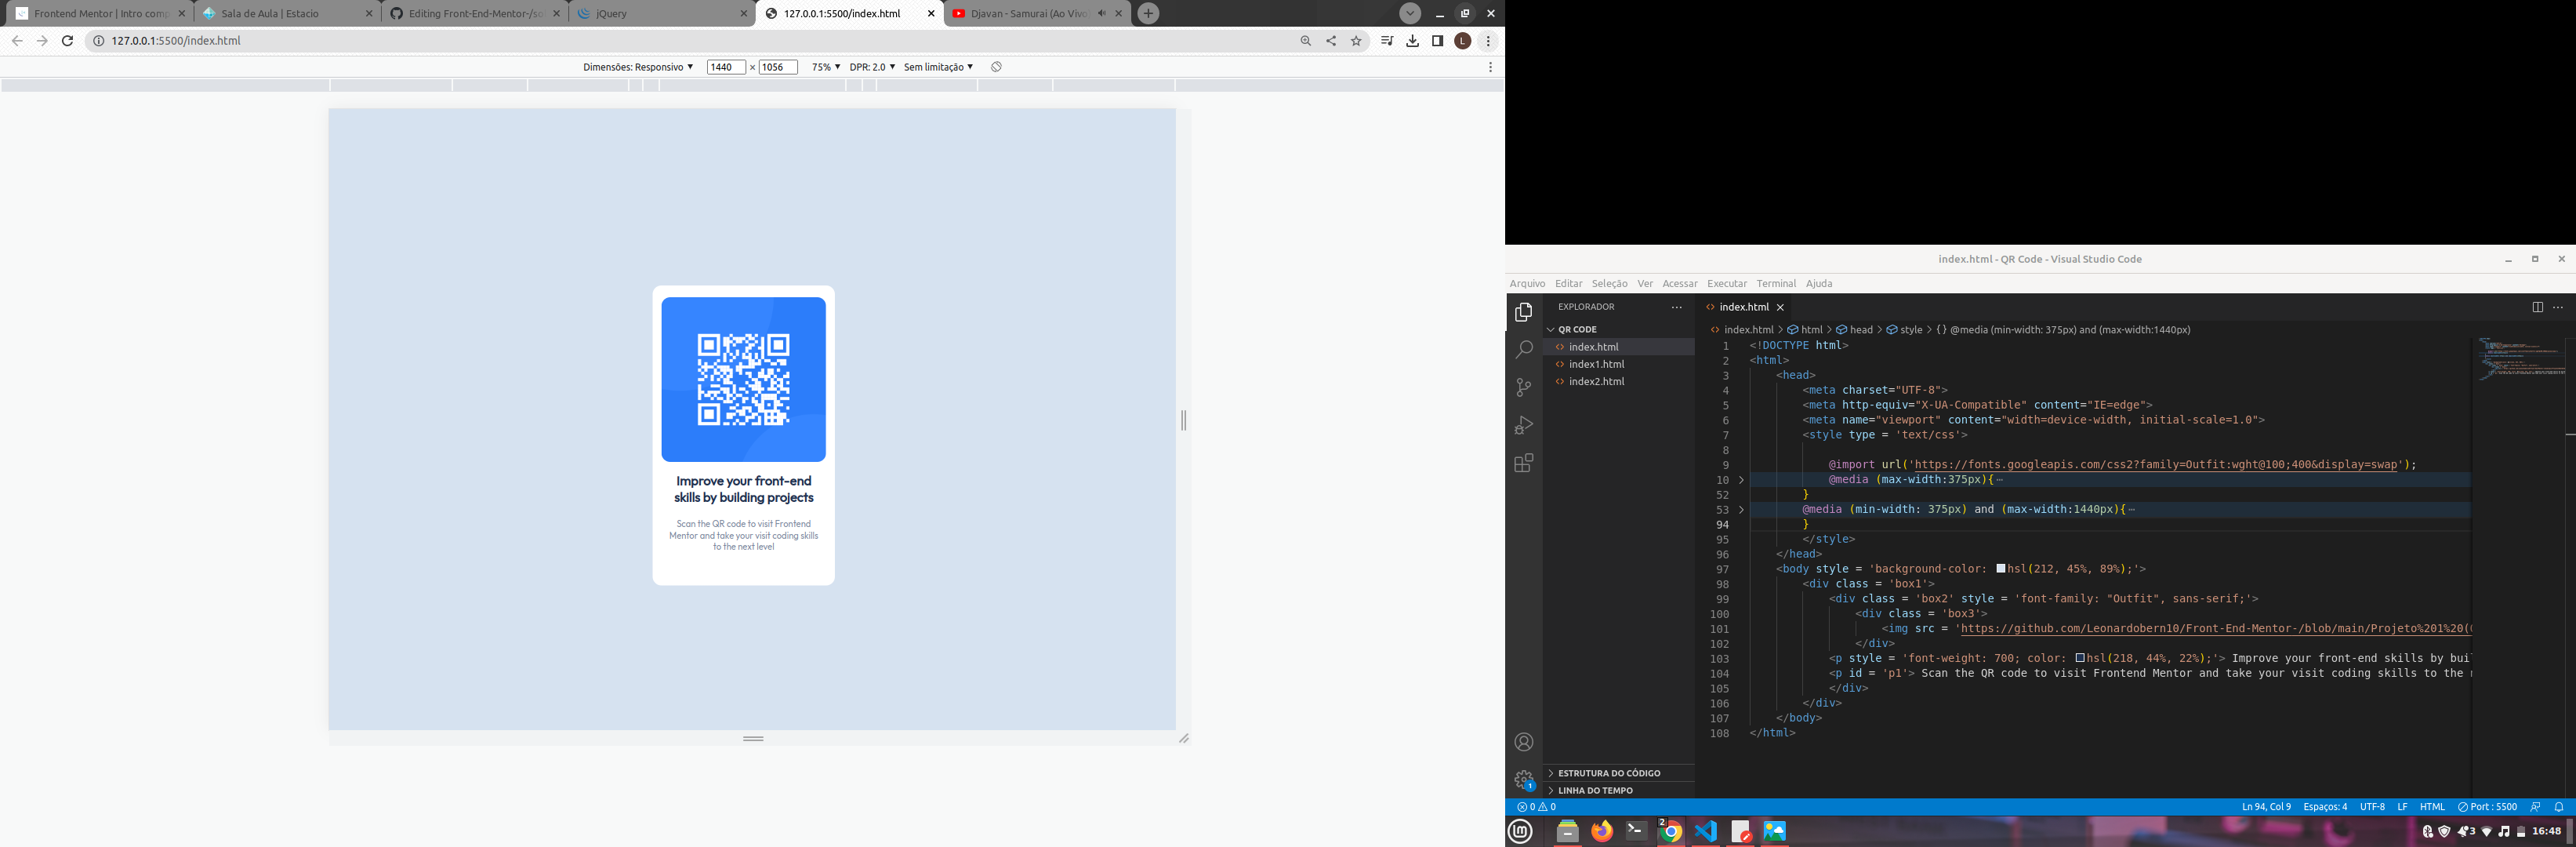 Frontend Mentor | Intro comp
Sala de Aula | Estacio
Editing Front-End-Mentor-/so
jQuery
127.0.0.1:5500/index.html
Djavan - Samurai (Ao Vivo
127.0.0.1:5500/index.html
L
Dimensões: Responsivo ▼ 1440 × 1056 75% ▼ DPR: 2.0 ▼ Sem limitação ▼
Improve your front-end
skills by building projects
Scan the QR code to visit Frontend
Mentor and take your visit coding skills
to the next level
index.html - QR Code - Visual Studio Code
Arquivo Editar Seleção Ver Acessar Executar Terminal Ajuda
EXPLORADOR
QR CODE
index.html
index1.html
index2.html
ESTRUTURA DO CÓDIGO
LINHA DO TEMPO
index.html
index.html > html > head > style > {} @media (min-width: 375px) and (max-width:1440px)
1 <!DOCTYPE html>
2 <html>
3 <head>
4 <meta charset="UTF-8">
5 <meta http-equiv="X-UA-Compatible" content="IE=edge">
6 <meta name="viewport" content="width=device-width, initial-scale=1.0">
7 <style type = 'text/css'>
8
9 @import url('https://fonts.googleapis.com/css2?family=Outfit:wght@100;400&display=swap');
10 @media (max-width:375px){⋯
52 }
53 @media (min-width: 375px) and (max-width:1440px){⋯
94 }
95 </style>
96 </head>
97 <body style = 'background-color: hsl(212, 45%, 89%);'>
98 <div class = 'box1'>
99 <div class = 'box2' style = 'font-family: "Outfit", sans-serif;'>
100 <div class = 'box3'>
101 <img src = 'https://github.com/Leonardobern10/Front-End-Mentor-/blob/main/Projeto%201%20(
102 </div>
103 <p style = 'font-weight: 700; color: hsl(218, 44%, 22%);'> Improve your front-end skills by bui
104 <p id = 'p1'> Scan the QR code to visit Frontend Mentor and take your visit coding skills to the
105 </div>
106 </div>
107 </body>
108 </html>
1
0 0
Ln 94, Col 9 Espaços: 4 UTF-8 LF HTML Port : 5500
2
3 16:48